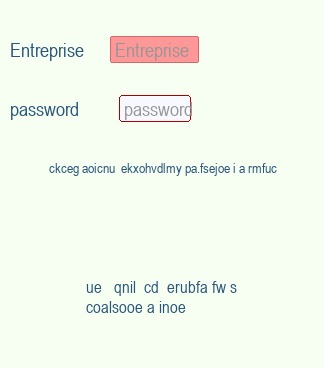 Entreprise Entreprise
password password
ckceg aoicnu ekxohvdlmy pa.fsejoe i a rmfuc
ue qnil cd erubfa fw s
coalsooe a inoe